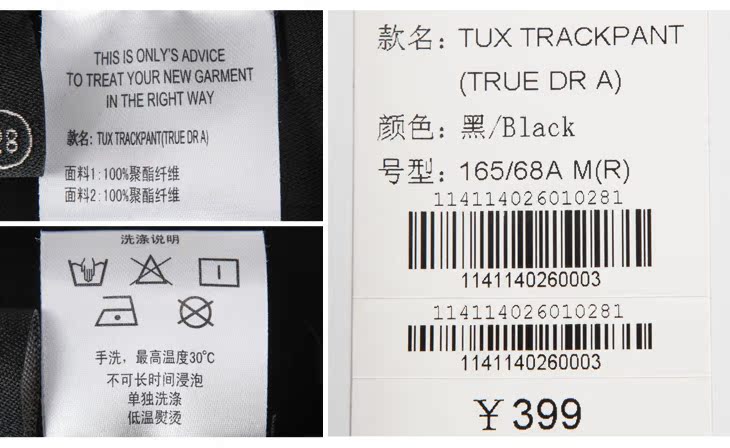 THIS IS ONLY'S ADVICE
TO TREAT YOUR NEW GARMENT
IN THE RIGHT WAY
款名: TUX TRACKPANT(TRUE DR A)
面料1:100%聚酯纤维
面料2:100%聚酯纤维
28
洗涤说明
手洗，最高温度30°C
不可长时间浸泡
单独洗涤
低温熨烫
款名: TUX TRACKPANT
(TRUE DR A)
颜色: 黑/Black
号型: 165/68A M(R)
114114026010281
1141140260003
114114026010281
1141140260003
￥399